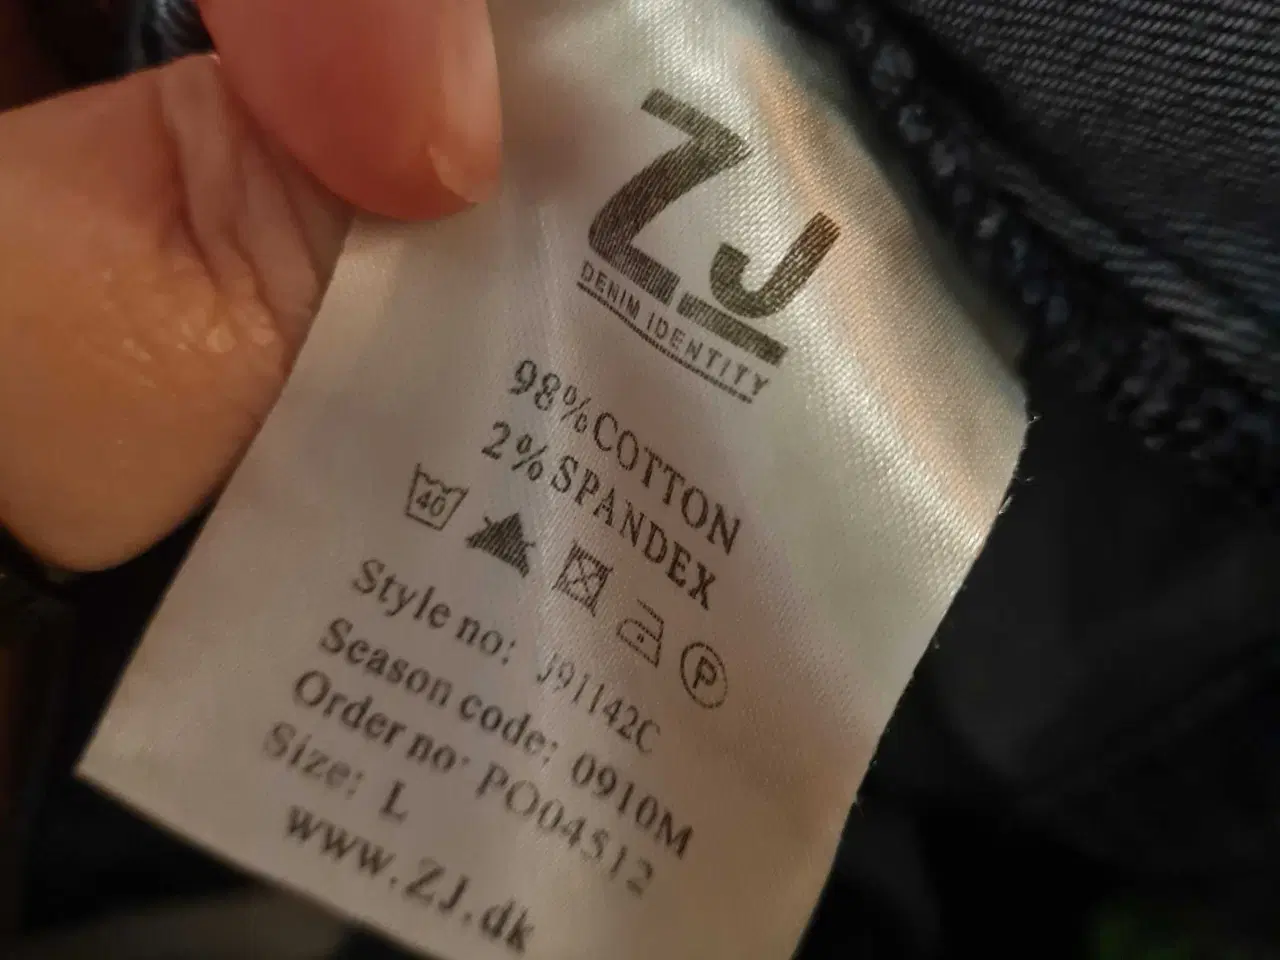 ZJ
DENIM IDENTITY
98%COTTON
2%SPANDEX
40 P
Style no: J91142C
Season code: 0910M
Order no: PO04512
Size: L
www.ZJ.dk